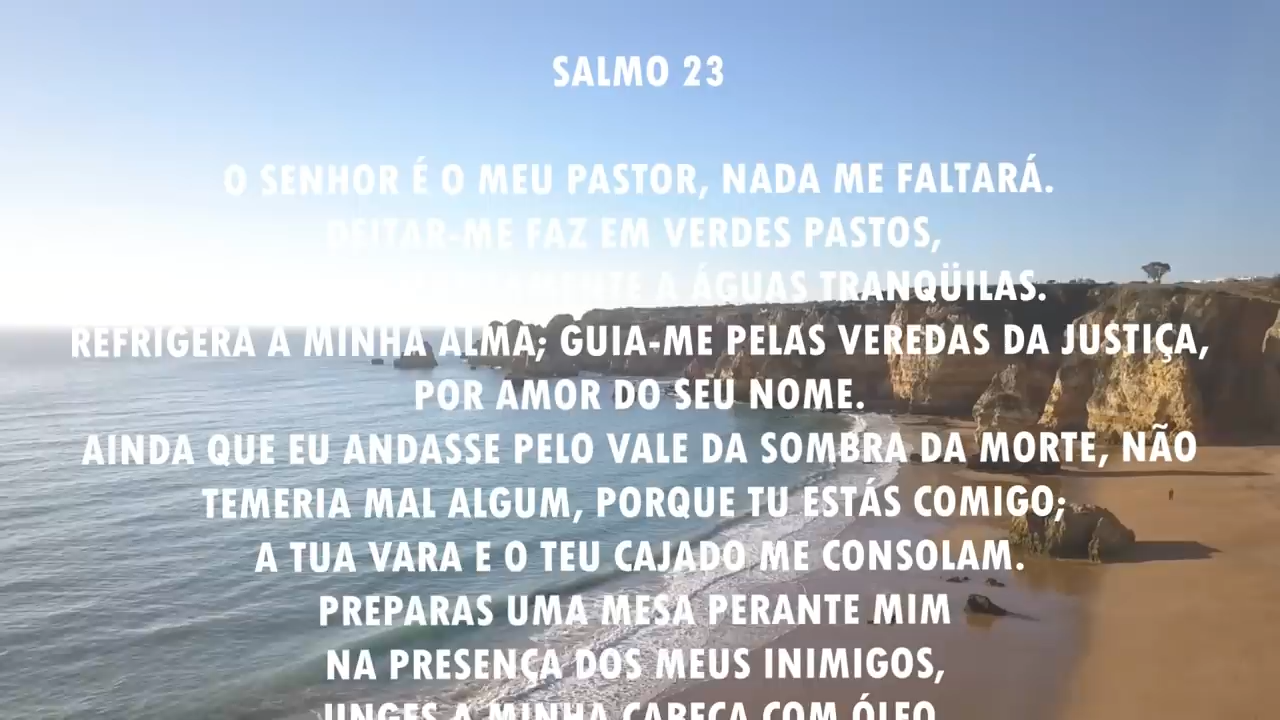 SALMO 23
O SENHOR É O MEU PASTOR, NADA ME FALTARÁ.
DEITAR-ME FAZ EM VERDES PASTOS,
A ÁGUAS TRANQÜILAS.
REFRIGERA A MINHA ALMA; GUIA-ME PELAS VEREDAS DA JUSTIÇA,
POR AMOR DO SEU NOME.
AINDA QUE EU ANDASSE PELO VALE DA SOMBRA DA MORTE, NÃO
TEMERIA MAL ALGUM, PORQUE TU ESTÁS COMIGO;
A TUA VARA E O TEU CAJADO ME CONSOLAM.
PREPARAS UMA MESA PERANTE MIM
NA PRESENÇA DOS MEUS INIMIGOS,
UNGES A MINHA CABEÇA COM ÓLEO